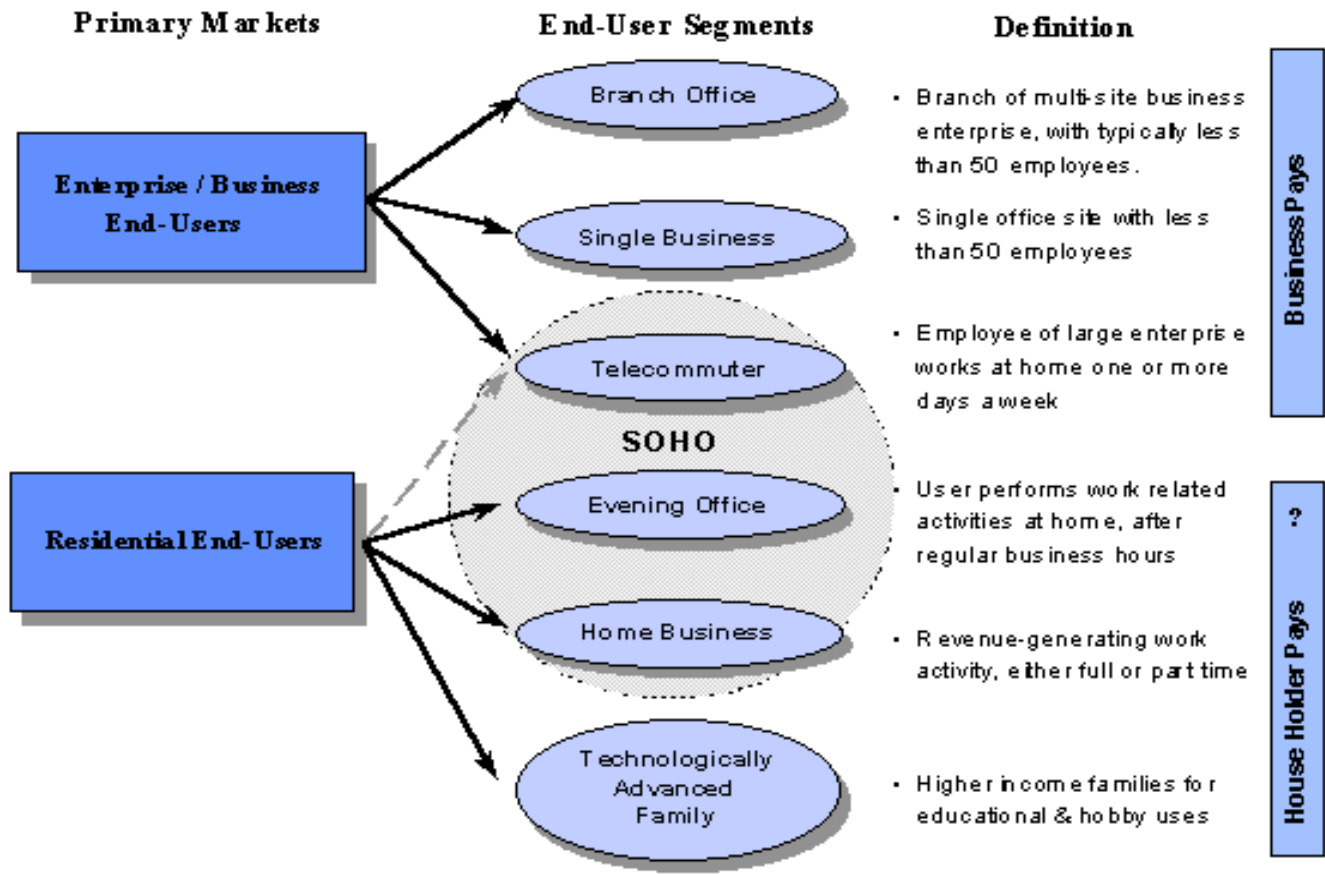 Primary Markets
End-User Segments
Definition
Branch Office
• Branch of multi-site business
enterprise, with typically less
than 50 employees.
Enterprise / Business
End-Users
Single Business
• Single office site with less
than 50 employees
Business Pays
Telecommuter
• Employee of large enterprise
works at home one or more
days a week
SOHO
Residential End-Users
Evening Office
• User performs work related
activities at home, after
regular business hours
Home Business
• Revenue-generating work
activity, either full or part time
Technologically
Advanced
Family
• Higher income families for
educational & hobby uses
House Holder Pays ?